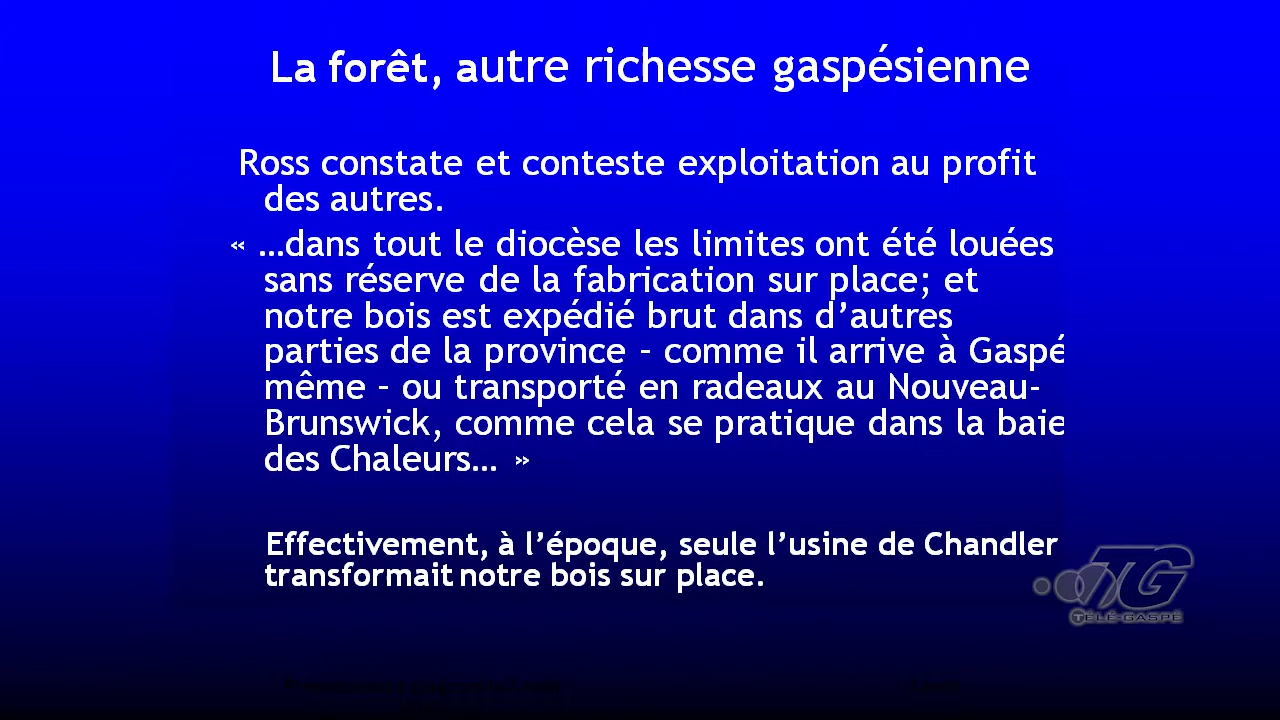 La forêt, autre richesse gaspésienne
Ross constate et conteste exploitation au profit
des autres.
« …dans tout le diocèse les limites ont été louées
sans réserve de la fabrication sur place; et
notre bois est expédié brut dans d’autres
parties de la province – comme il arrive à Gaspé
même – ou transporté en radeaux au Nouveau-
Brunswick, comme cela se pratique dans la baie
des Chaleurs… »
Effectivement, à l’époque, seule l’usine de Chandler
transformait notre bois sur place.
TG
TÉLÉ-GASPÉ